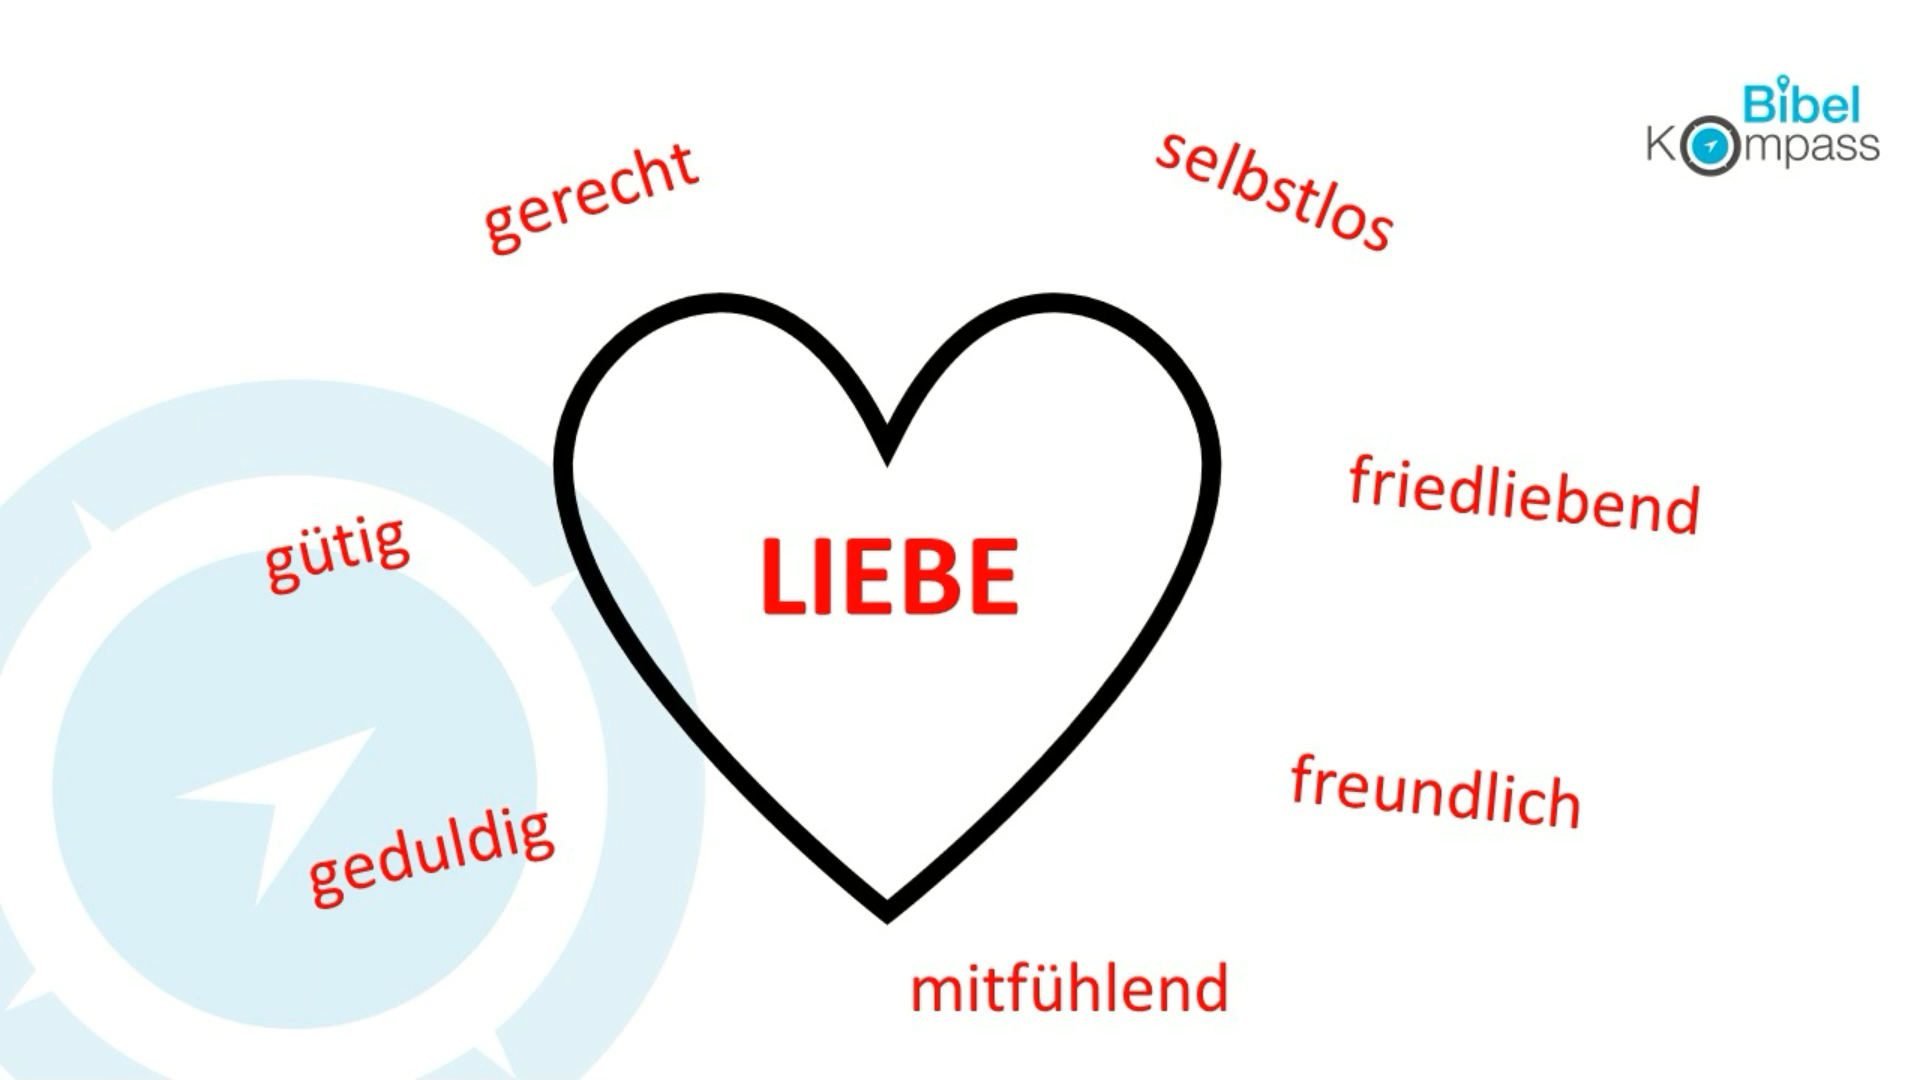 Bibel
Kompass
gerecht
selbstlos
friedliebend
gütig
LIEBE
freundlich
geduldig
mitfühlend